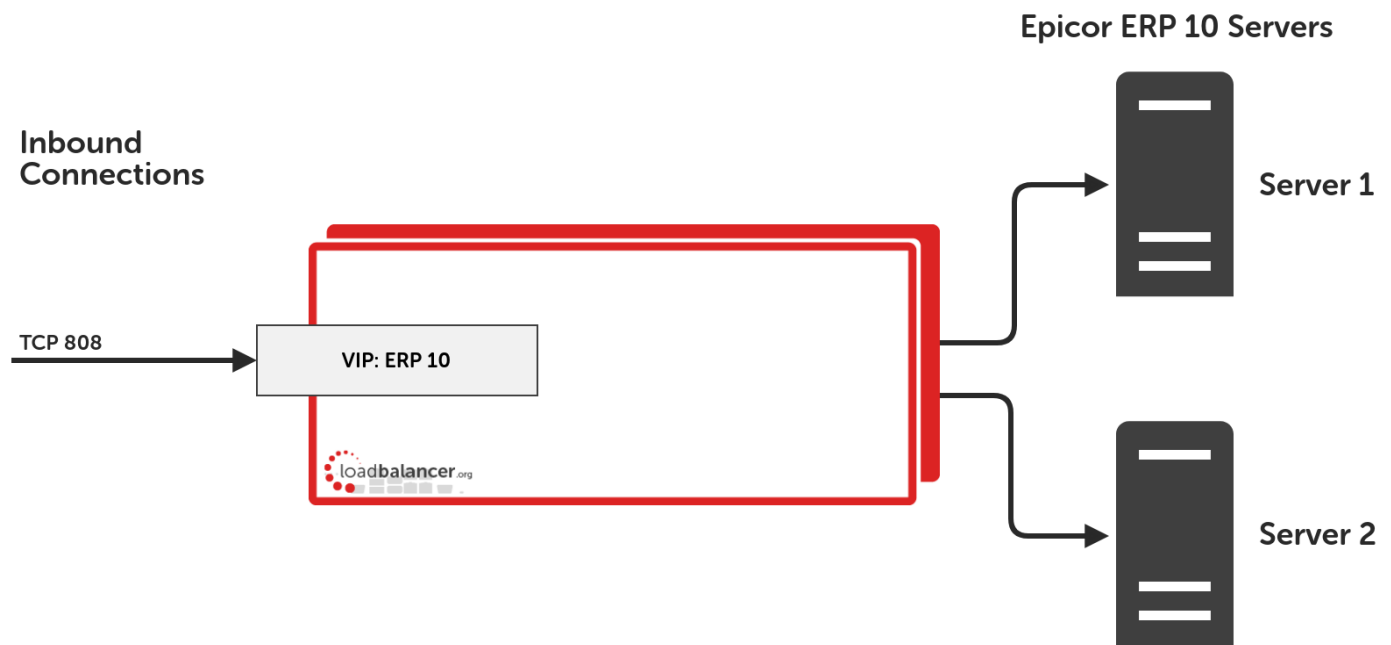 Epicor ERP 10 Servers
Inbound
Connections
Server 1
TCP 808
VIP: ERP 10
loadbalancer.org
Server 2